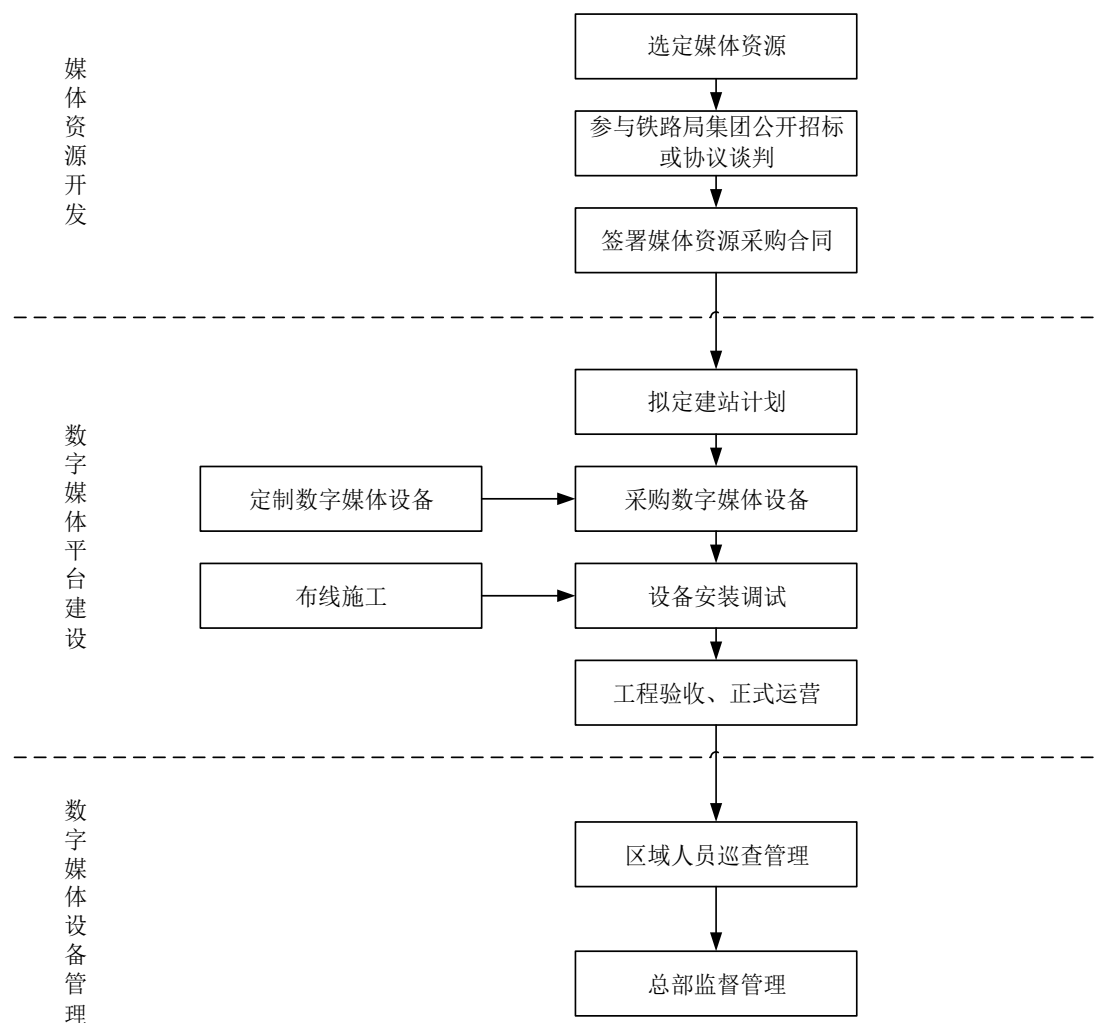 媒体资源开发
选定媒体资源
参与铁路局集团公开招标
或协议谈判
签署媒体资源采购合同
数字媒体平台建设
拟定建站计划
定制数字媒体设备
采购数字媒体设备
布线施工
设备安装调试
工程验收、正式运营
数字媒体设备管理
区域人员巡查管理
总部监督管理